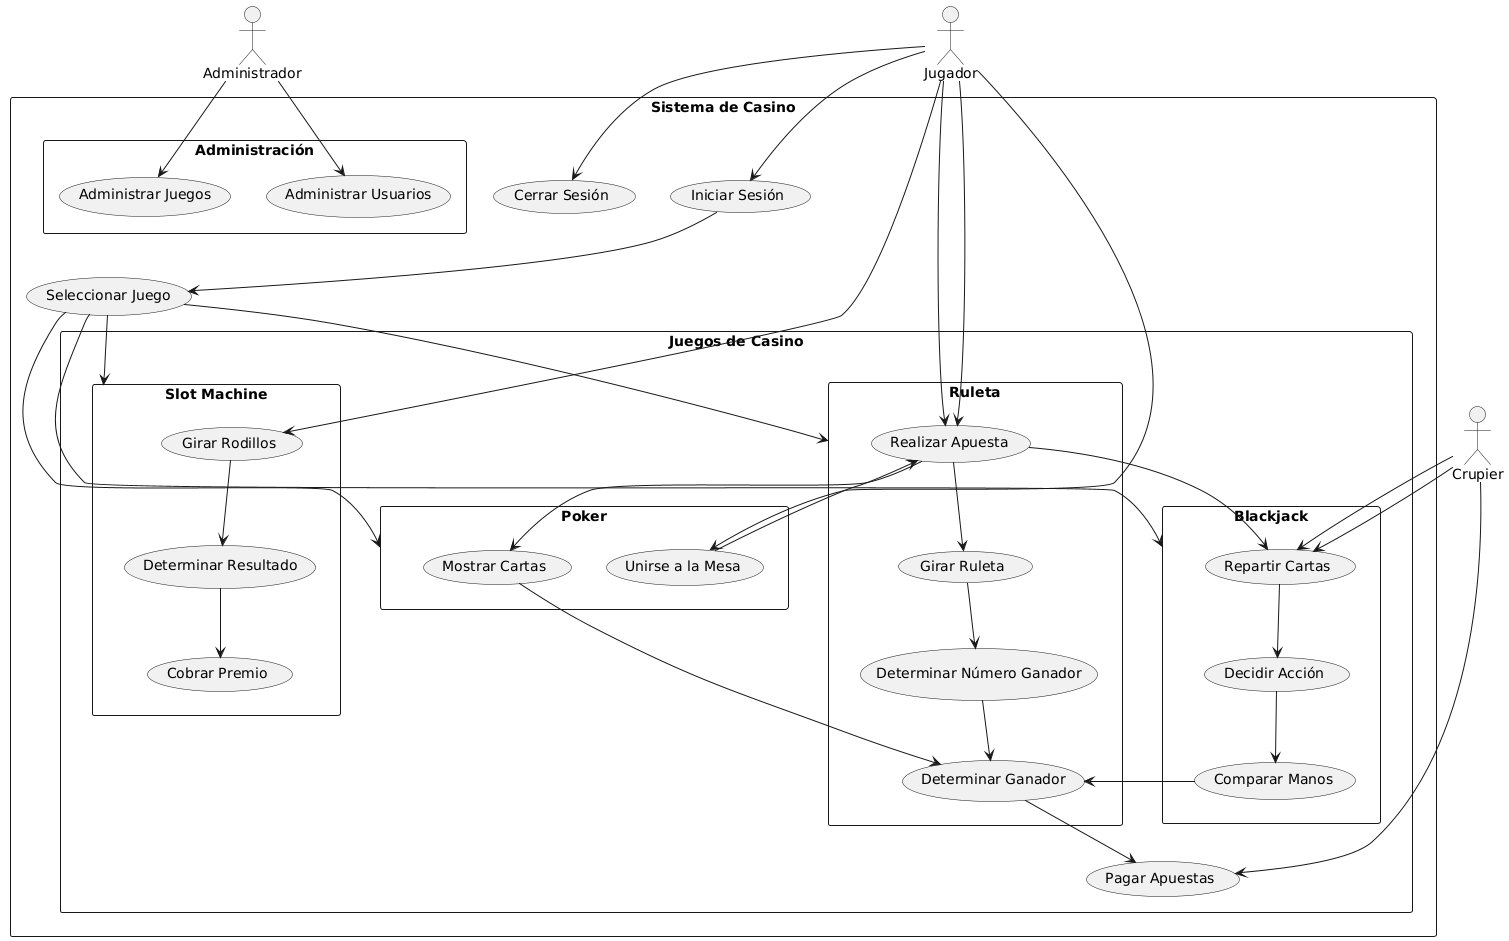 Administrador
Jugador
Sistema de Casino
Administración
Administrar Juegos
Administrar Usuarios
Cerrar Sesión
Iniciar Sesión
Seleccionar Juego
Juegos de Casino
Slot Machine
Ruleta
Girar Rodillos
Realizar Apuesta
Crupier
Poker
Blackjack
Determinar Resultado
Mostrar Cartas
Unirse a la Mesa
Girar Ruleta
Repartir Cartas
Cobrar Premio
Determinar Número Ganador
Decidir Acción
Determinar Ganador
Comparar Manos
Pagar Apuestas